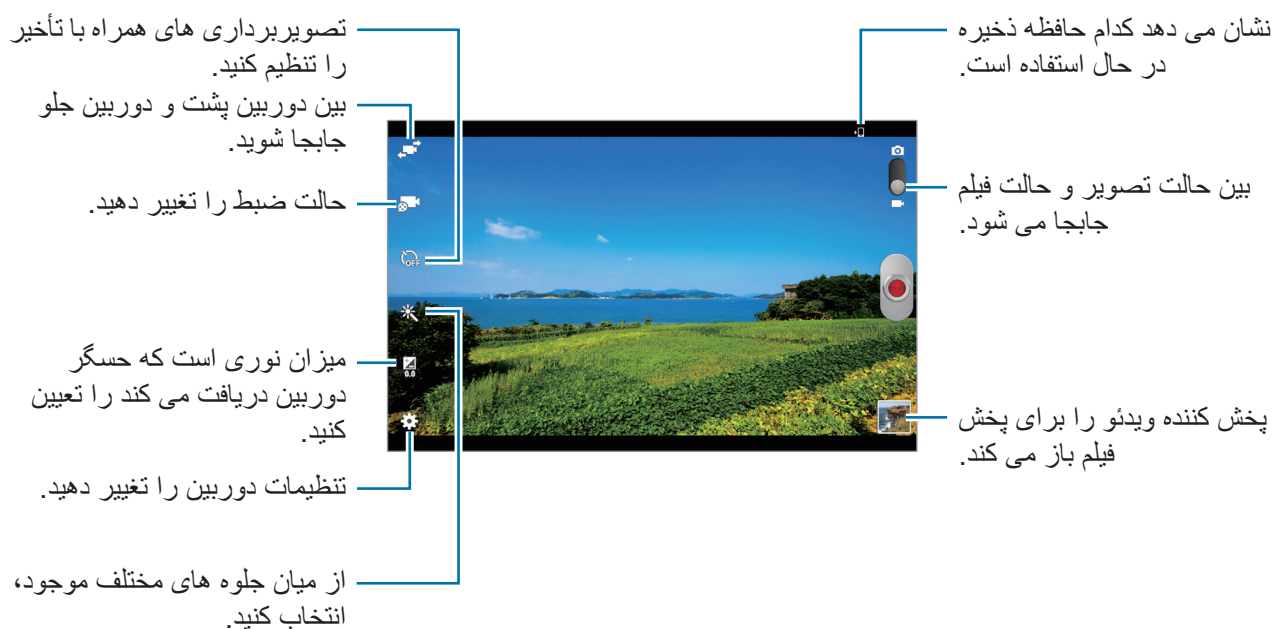 نشان می دهد کدام حافظه ذخیره
در حال استفاده است.
بین حالت تصویر و حالت فیلم
جابجا می شود.
پخش کننده ویدئو را برای پخش
فیلم باز می کند.
تصویربرداری های همراه با تأخیر
را تنظیم کنید.
بین دوربین پشت و دوربین جلو
جابجا شوید.
حالت ضبط را تغییر دهید.
OFF
میزان نوری است که حسگر
دوربین دریافت می کند را تعیین
کنید.
0.0
تنظیمات دوربین را تغییر دهید.
از میان جلوه های مختلف موجود،
انتخاب کنید.